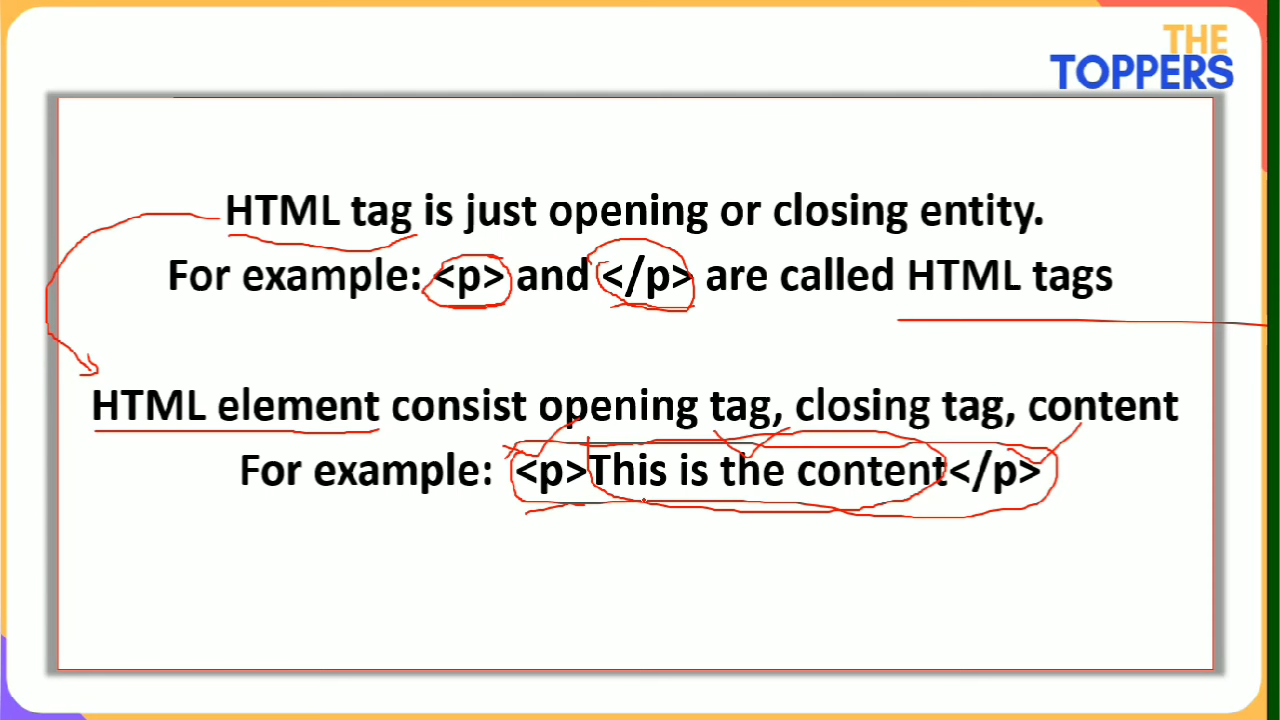 THE
TOPPERS
HTML tag is just opening or closing entity.
For example: <p> and </p> are called HTML tags
HTML element consist opening tag, closing tag, content
For example: <p>This is the content</p>